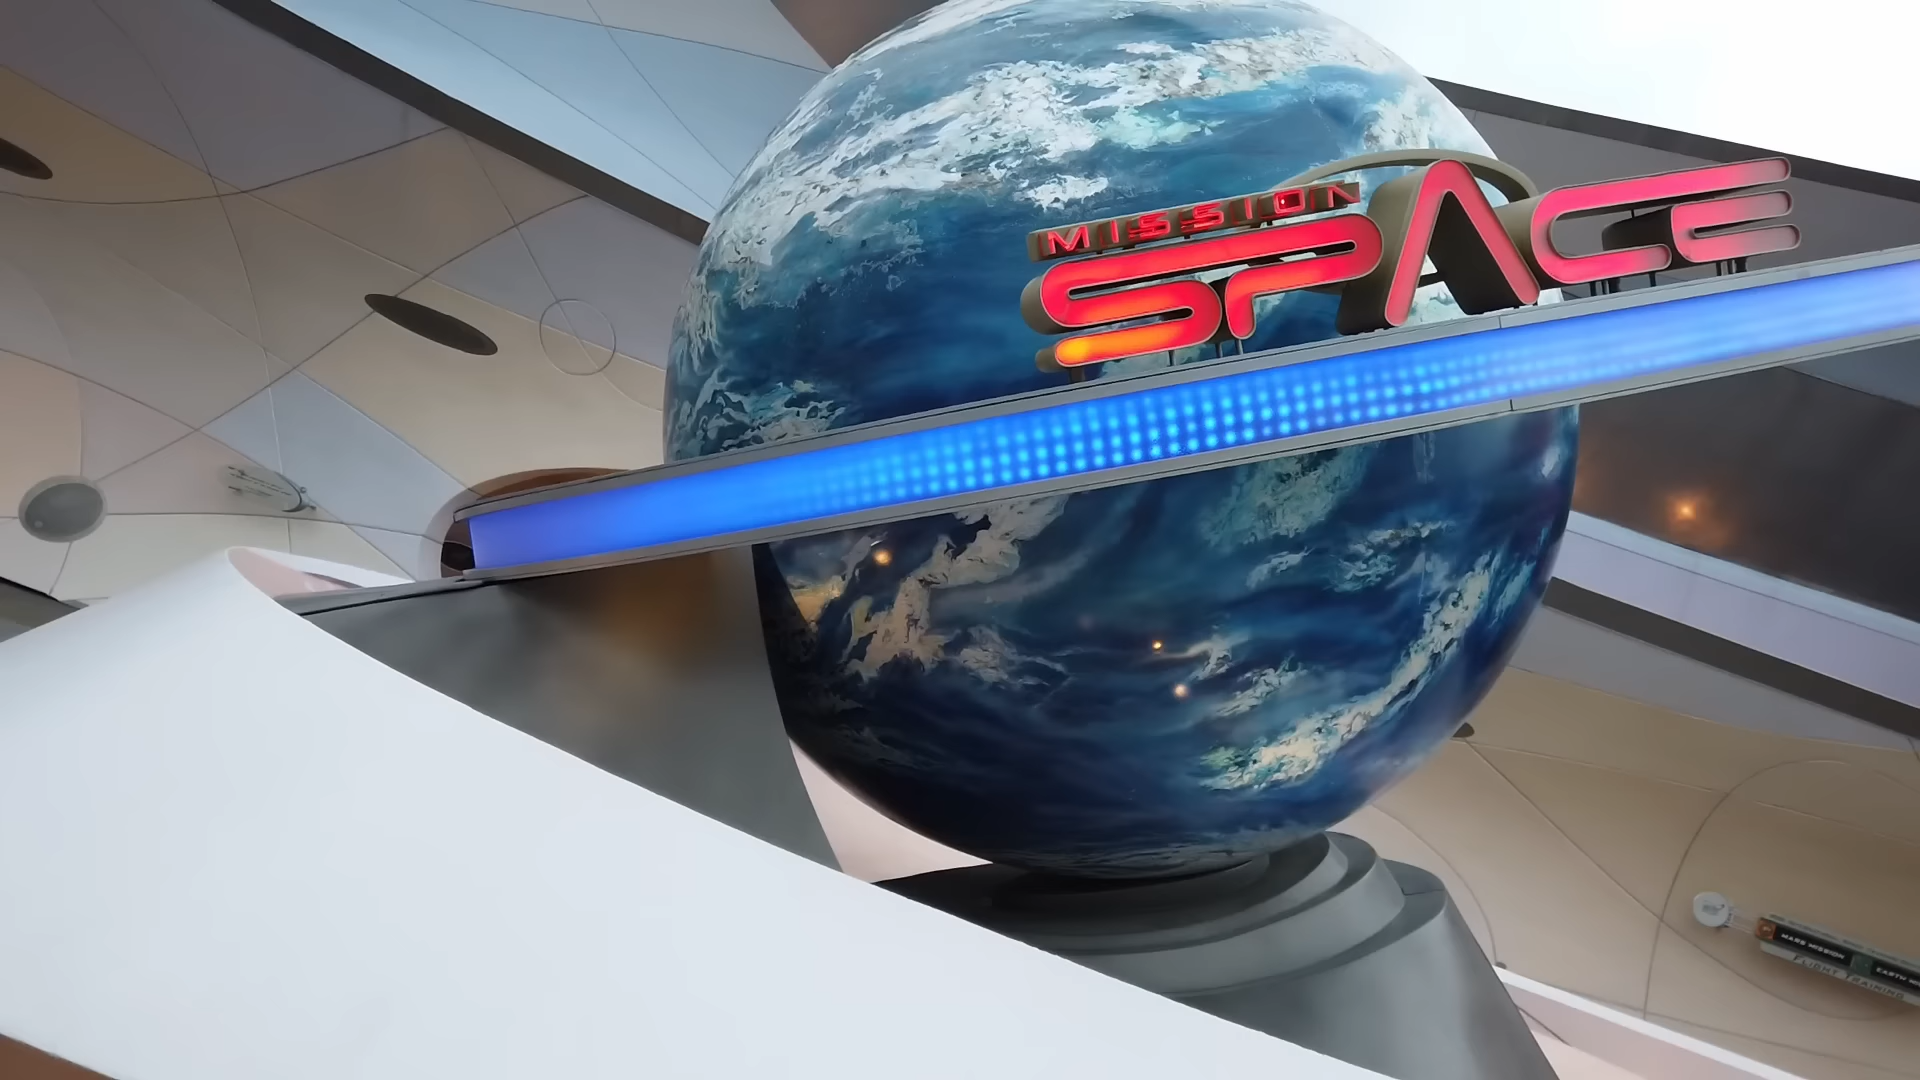 MISSION
SPACE
MARS MISSION
EARTH
FLIGHT TRAINING